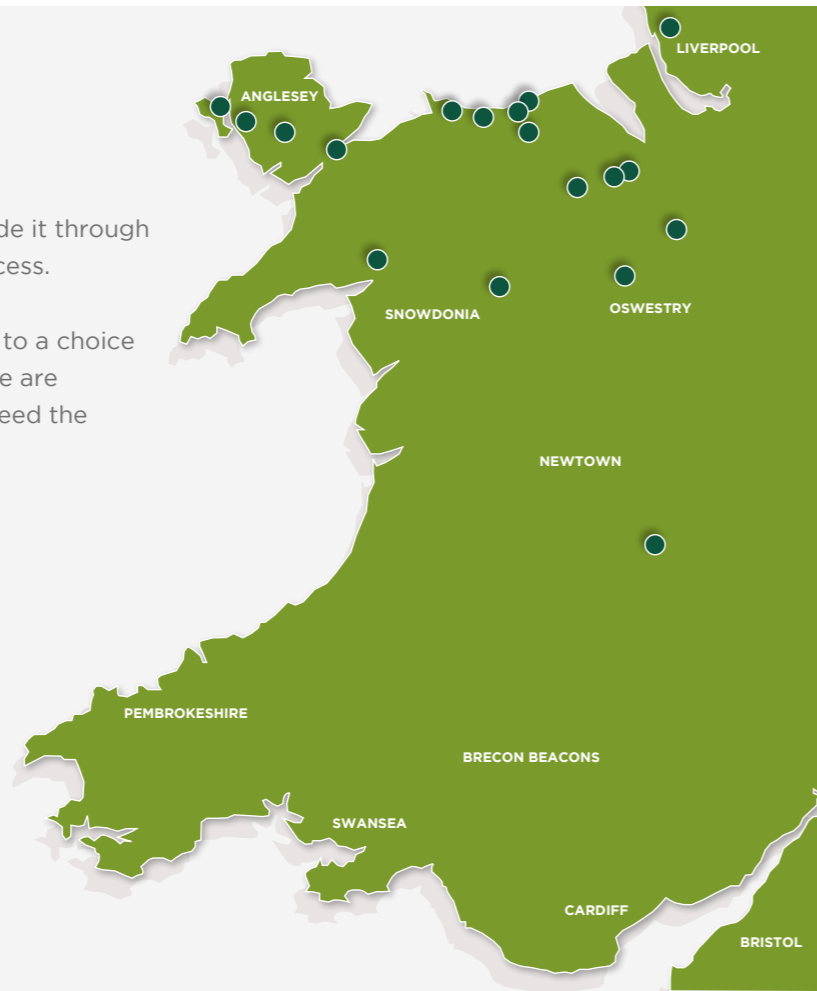 LIVERPOOL
ANGLESEY
de it through
cess.
to a choice
e are
eed the
SNOWDONIA
OSWESTRY
NEWTOWN
PEMBROKESHIRE
BRECON BEACONS
SWANSEA
CARDIFF
BRISTOL